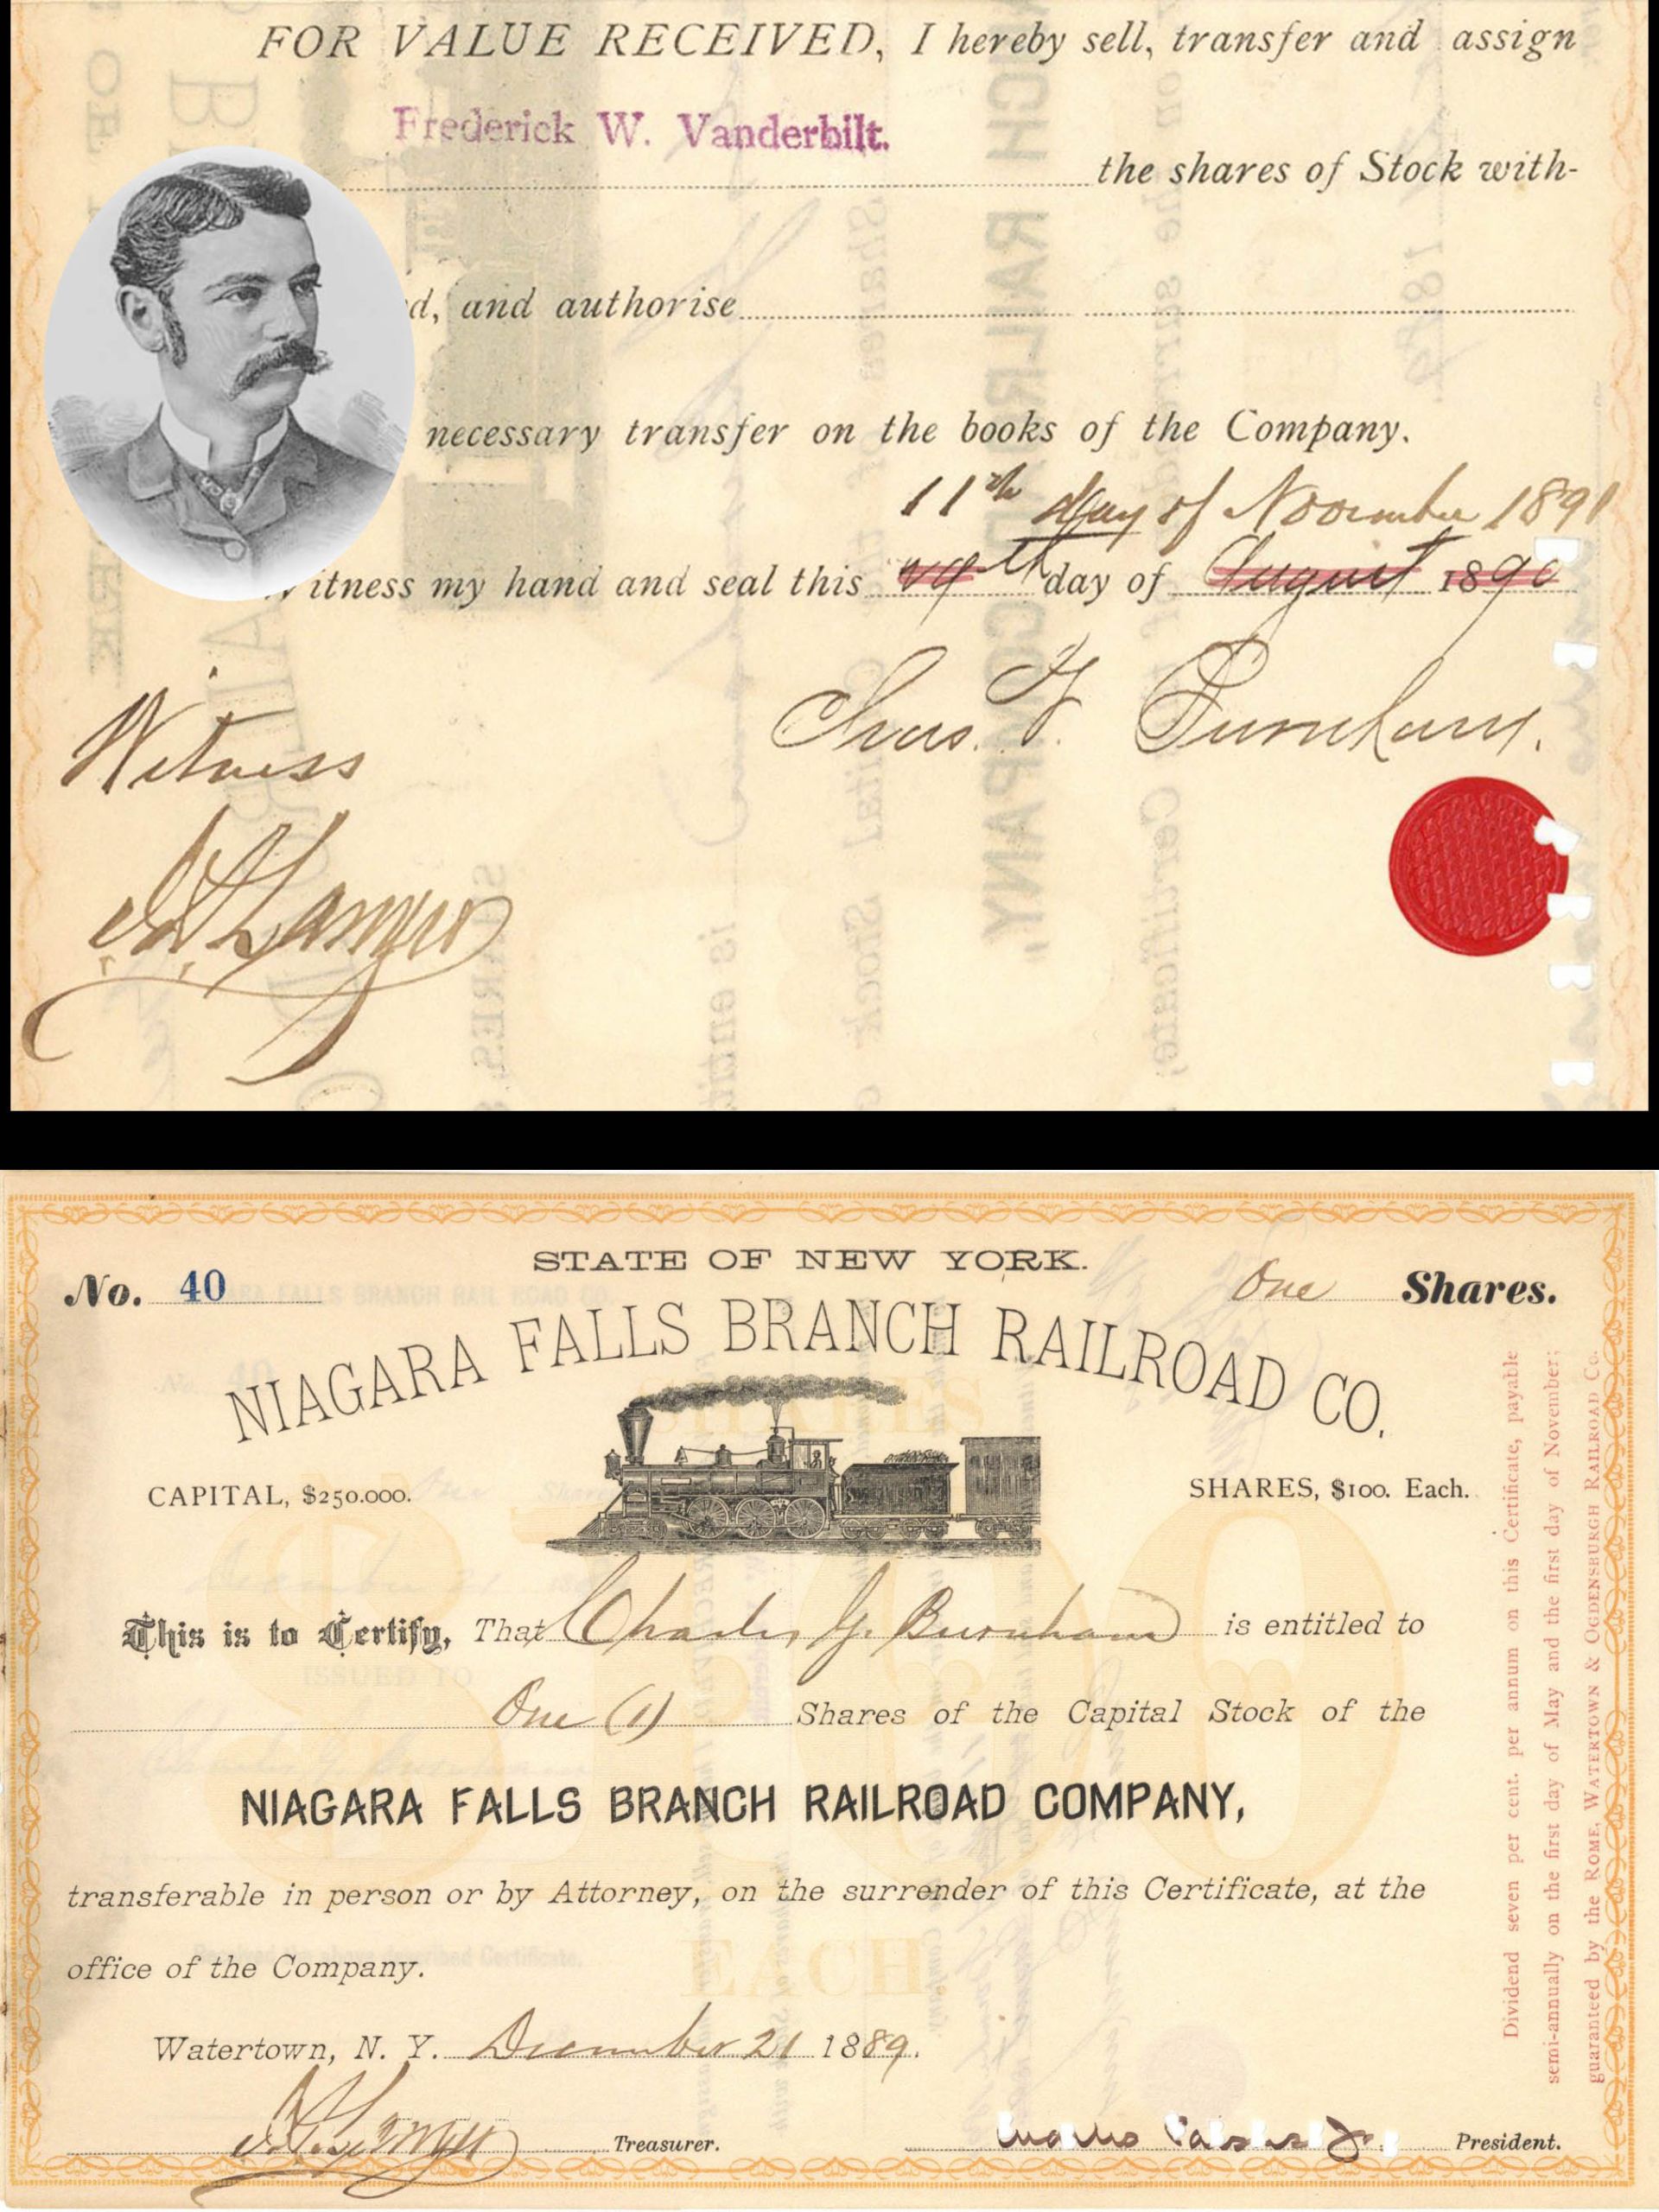 FOR VALUE RECEIVED, I hereby sell, transfer and assign
Frederick W. Vanderbilt.
the shares of Stock with-
d, and authorise
necessary transfer on the books of the Company.
11th day of November 1891
itness my hand and seal this day of August 1890
Witness
Chas. G. Burnham.
STATE OF NEW YORK.
No. 40
One Shares.
NIAGARA FALLS BRANCH RAILROAD CO.
CAPITAL, $250.000.
SHARES, $100. Each.
This is to Certify, That Charles G. Burnham is entitled to
One (1) Shares of the Capital Stock of the
NIAGARA FALLS BRANCH RAILROAD COMPANY,
transferable in person or by Attorney, on the surrender of this Certificate, at the
office of the Company.
Watertown, N. Y. December 21 1889.
Treasurer.
President.
Dividend seven per cent. per annum on this Certificate, payable
semi-annually on the first day of May and the first day of November;
guaranteed by the ROME, WATERTOWN & OGDENSBURGH RAILROAD Co.
$100
EACH